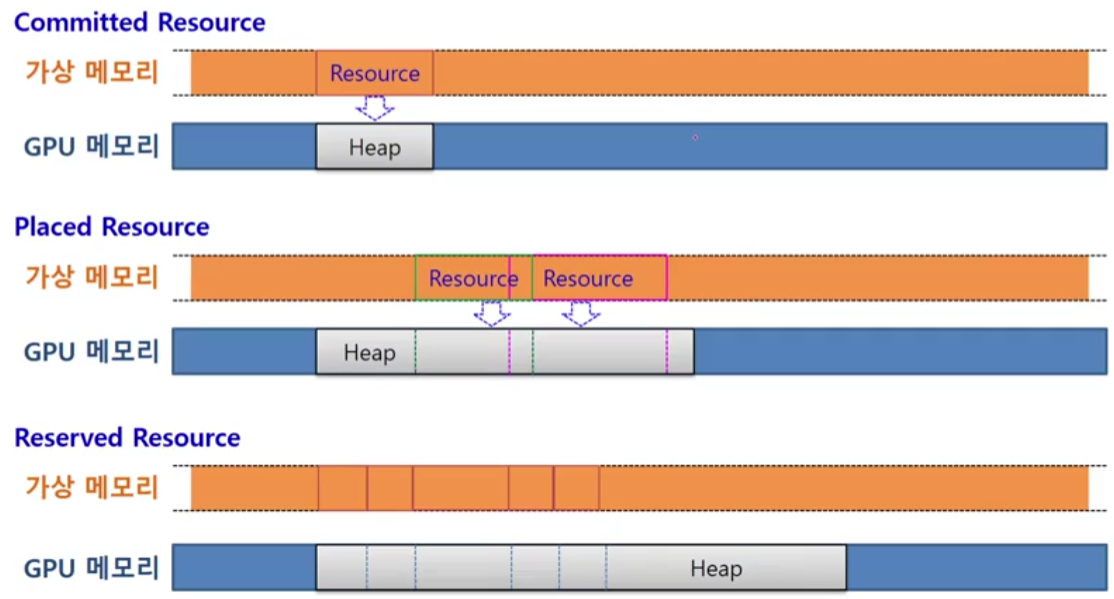 Committed Resource
가상 메모리
Resource
GPU 메모리
Heap
Placed Resource
가상 메모리
Resource
Resource
GPU 메모리
Heap
Reserved Resource
가상 메모리
GPU 메모리
Heap